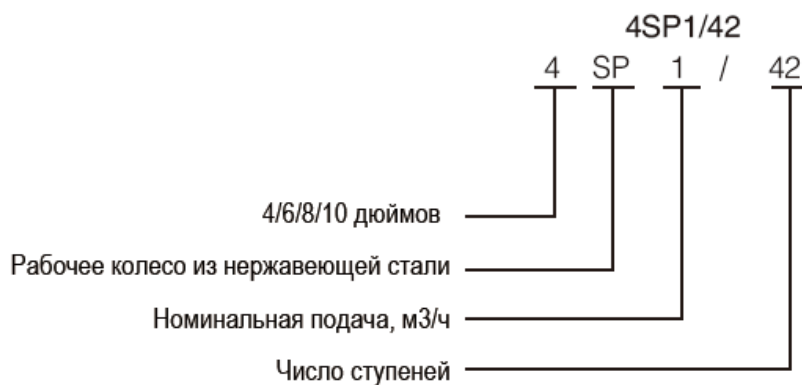 4SP1/42
4 SP 1 / 42
4/6/8/10 дюймов
Рабочее колесо из нержавеющей стали
Номинальная подача, м3/ч
Число ступеней